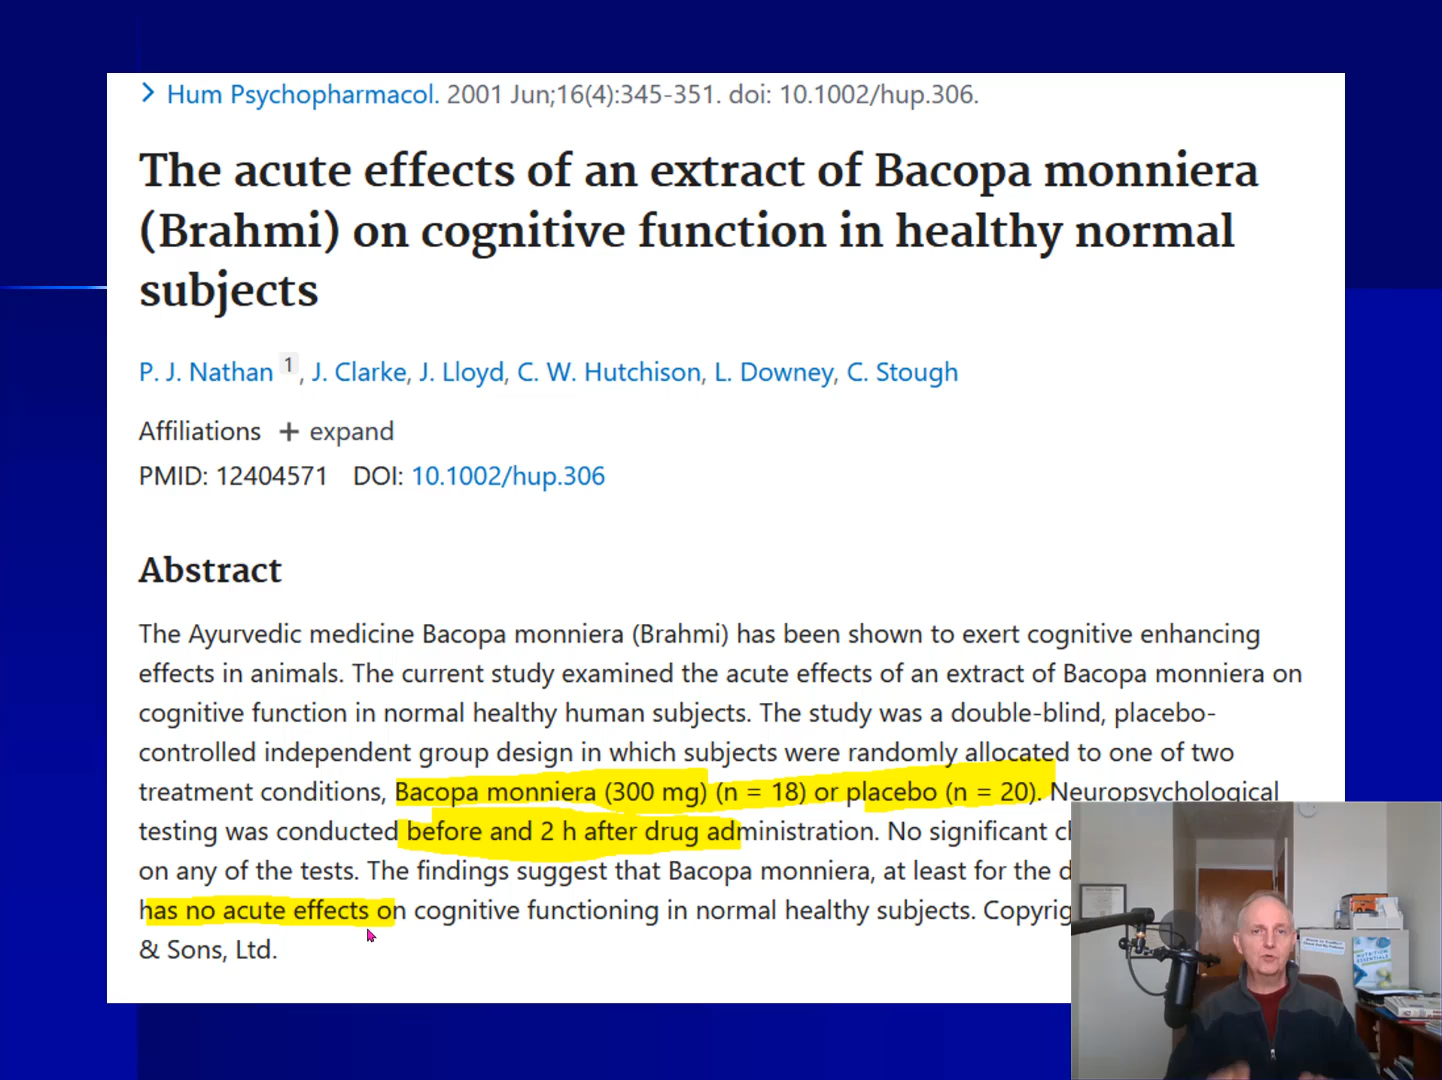 Hum Psychopharmacol. 2001 Jun;16(4):345-351. doi: 10.1002/hup.306.
The acute effects of an extract of Bacopa monniera
(Brahmi) on cognitive function in healthy normal
subjects
P. J. Nathan 1, J. Clarke, J. Lloyd, C. W. Hutchison, L. Downey, C. Stough
Affiliations + expand
PMID: 12404571 DOI: 10.1002/hup.306
Abstract
The Ayurvedic medicine Bacopa monniera (Brahmi) has been shown to exert cognitive enhancing
effects in animals. The current study examined the acute effects of an extract of Bacopa monniera on
cognitive function in normal healthy human subjects. The study was a double-blind, placebo-
controlled independent group design in which subjects were randomly allocated to one of two
treatment conditions, Bacopa monniera (300 mg) (n = 18) or placebo (n = 20). Neuropsychological
testing was conducted before and 2 h after drug administration. No significant
on any of the tests. The findings suggest that Bacopa monniera, at least for the
has no acute effects on cognitive functioning in normal healthy subjects.
& Sons, Ltd.
NUTRITION
ESSENTIALS